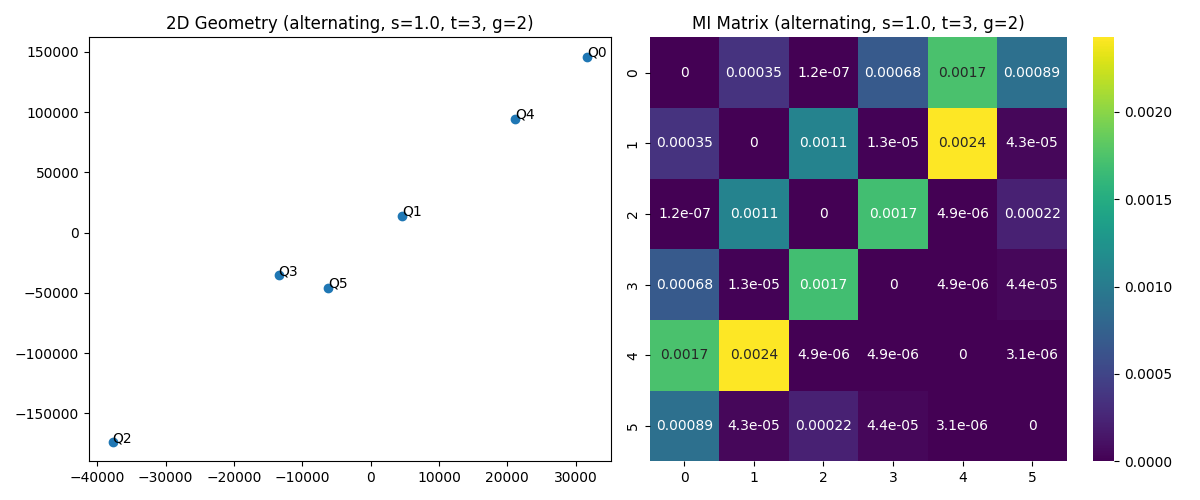 2D Geometry (alternating, s=1.0, t=3, g=2)
150000
100000
50000
0
−50000
−100000
−150000
−40000 −30000 −20000 −10000 0 10000 20000 30000
Q0
Q4
Q1
Q3
Q5
Q2
MI Matrix (alternating, s=1.0, t=3, g=2)
0 0 0.00035 1.2e-07 0.00068 0.0017 0.00089
1 0.00035 0 0.0011 1.3e-05 0.0024 4.3e-05
2 1.2e-07 0.0011 0 0.0017 4.9e-06 0.00022
3 0.00068 1.3e-05 0.0017 0 4.9e-06 4.4e-05
4 0.0017 0.0024 4.9e-06 4.9e-06 0 3.1e-06
5 0.00089 4.3e-05 0.00022 4.4e-05 3.1e-06 0
0 1 2 3 4 5
0.0020
0.0015
0.0010
0.0005
0.0000